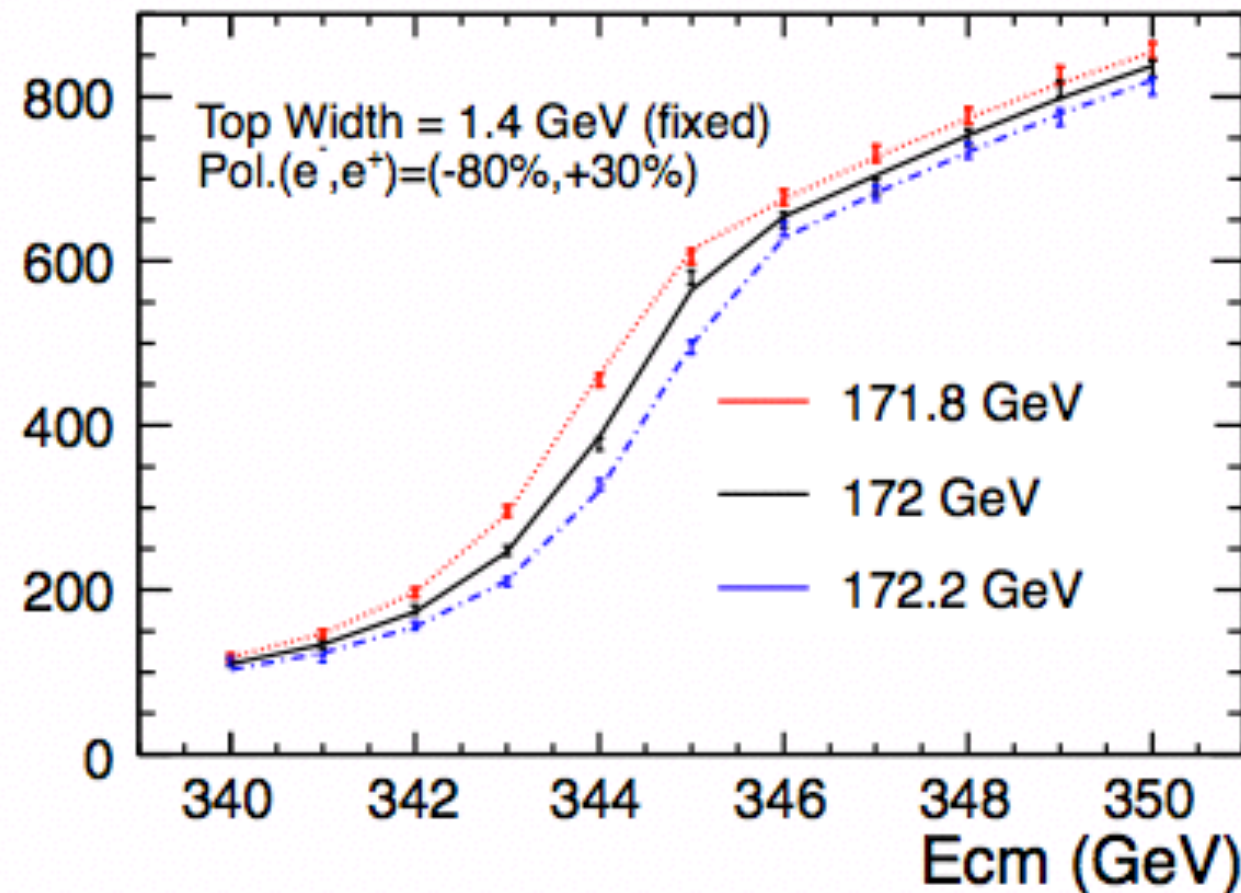 800
600
400
200
0
Top Width = 1.4 GeV (fixed)
Pol.(e⁻,e⁺)=(-80%,+30%)
171.8 GeV
172 GeV
172.2 GeV
340 342 344 346 348 350
Ecm (GeV)